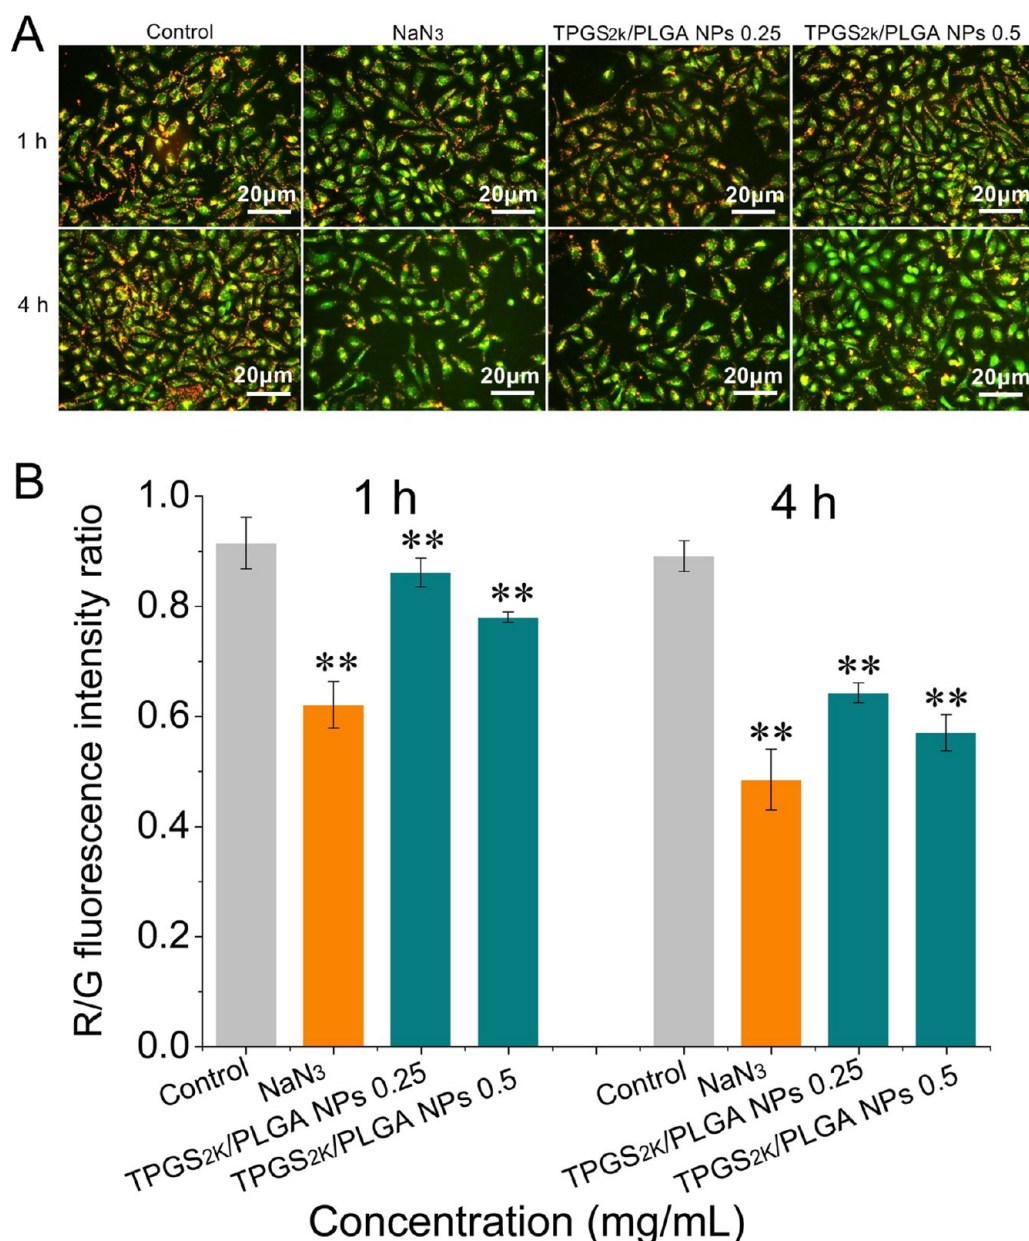 A
Control NaN₃ TPGS₂ₖ/PLGA NPs 0.25 TPGS₂ₖ/PLGA NPs 0.5
1 h
20μm 20μm 20μm 20μm
4 h
20μm 20μm 20μm 20μm
B
1 h 4 h
R/G fluorescence intensity ratio
1.0
0.8
0.6
0.4
0.2
0.0
** ** **
** ** **
Control NaN₃ TPGS₂K/PLGA NPs 0.25 TPGS₂K/PLGA NPs 0.5
Control NaN₃ TPGS₂K/PLGA NPs 0.25 TPGS₂K/PLGA NPs 0.5
Concentration (mg/mL)